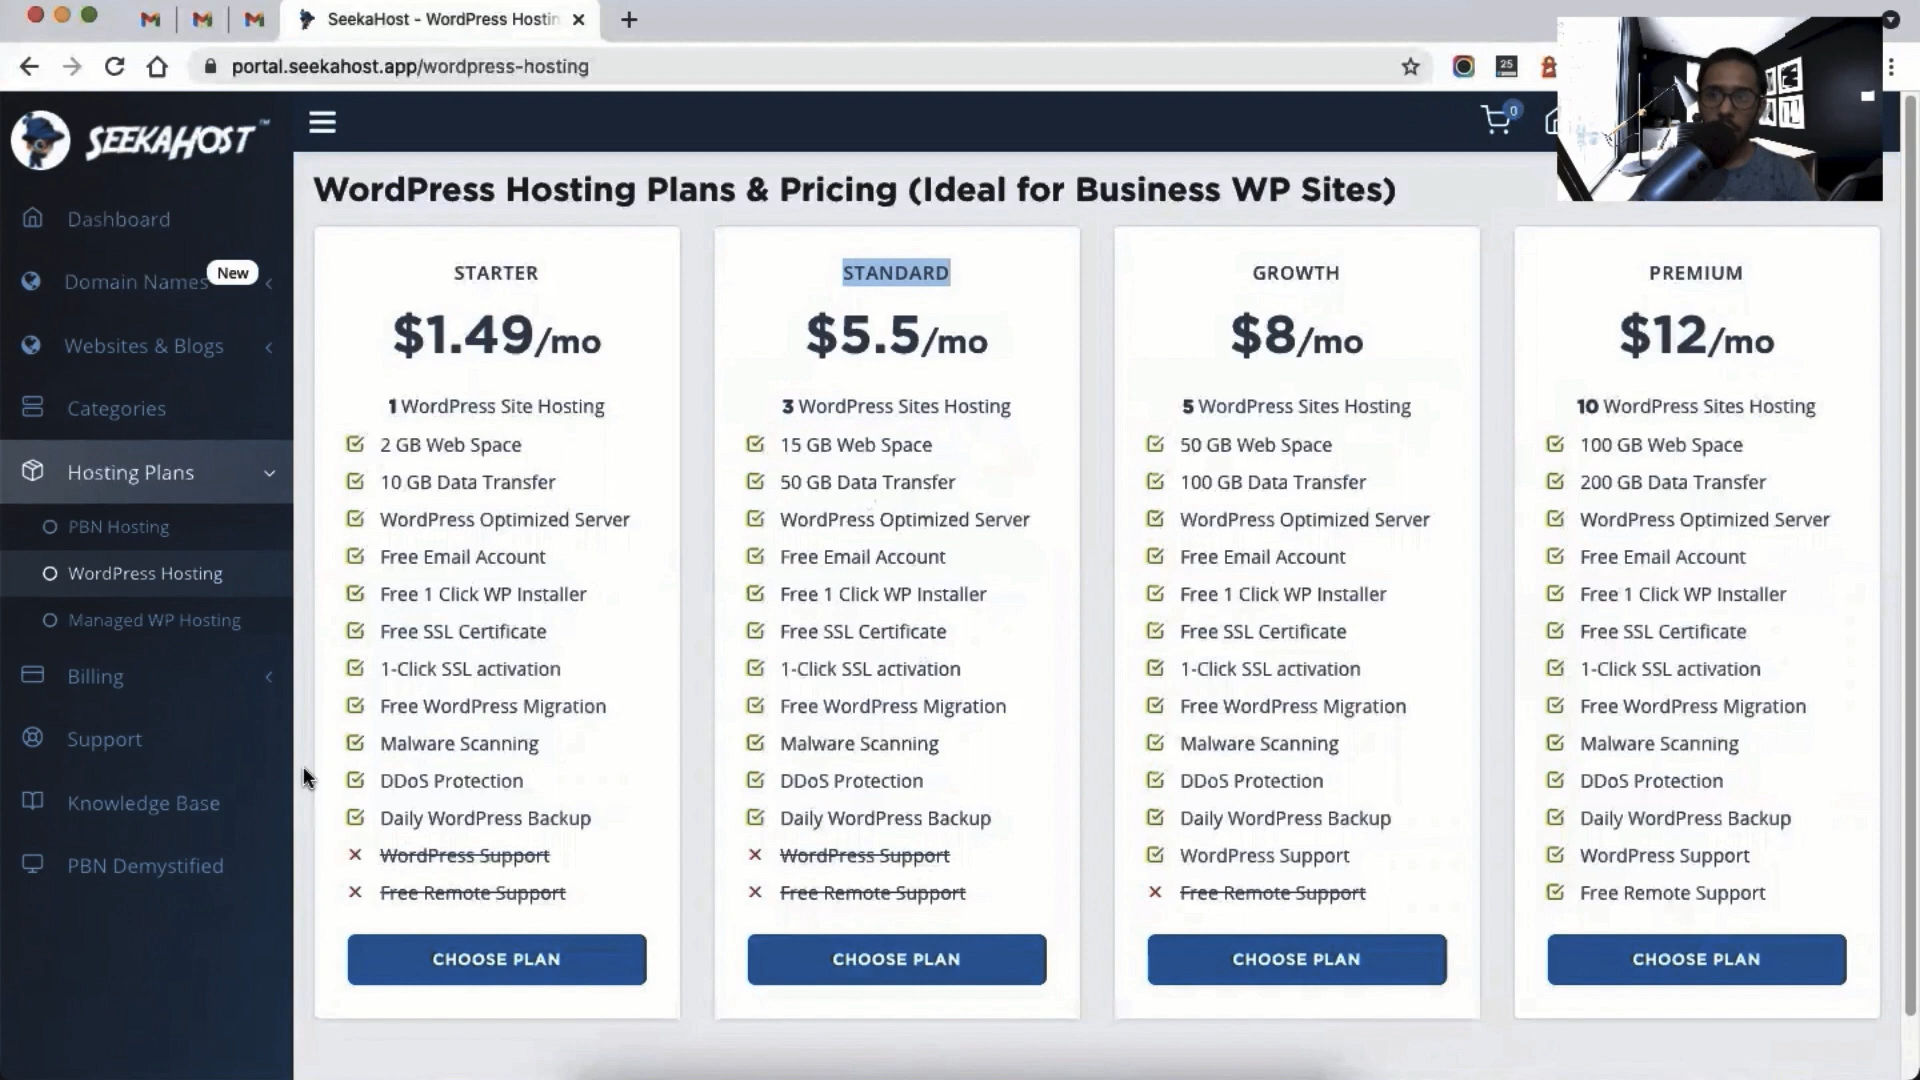 SeekaHost - WordPress Hostin
portal.seekahost.app/wordpress-hosting
25
SEEKAHOST™
0
Dashboard
Domain Names
New
Websites & Blogs
Categories
Hosting Plans
PBN Hosting
WordPress Hosting
Managed WP Hosting
Billing
Support
Knowledge Base
PBN Demystified
WordPress Hosting Plans & Pricing (Ideal for Business WP Sites)
STARTER
$1.49/mo
1 WordPress Site Hosting
2 GB Web Space
10 GB Data Transfer
WordPress Optimized Server
Free Email Account
Free 1 Click WP Installer
Free SSL Certificate
1-Click SSL activation
Free WordPress Migration
Malware Scanning
DDoS Protection
Daily WordPress Backup
WordPress Support
Free Remote Support
CHOOSE PLAN
STANDARD
$5.5/mo
3 WordPress Sites Hosting
15 GB Web Space
50 GB Data Transfer
WordPress Optimized Server
Free Email Account
Free 1 Click WP Installer
Free SSL Certificate
1-Click SSL activation
Free WordPress Migration
Malware Scanning
DDoS Protection
Daily WordPress Backup
WordPress Support
Free Remote Support
CHOOSE PLAN
GROWTH
$8/mo
5 WordPress Sites Hosting
50 GB Web Space
100 GB Data Transfer
WordPress Optimized Server
Free Email Account
Free 1 Click WP Installer
Free SSL Certificate
1-Click SSL activation
Free WordPress Migration
Malware Scanning
DDoS Protection
Daily WordPress Backup
WordPress Support
Free Remote Support
CHOOSE PLAN
PREMIUM
$12/mo
10 WordPress Sites Hosting
100 GB Web Space
200 GB Data Transfer
WordPress Optimized Server
Free Email Account
Free 1 Click WP Installer
Free SSL Certificate
1-Click SSL activation
Free WordPress Migration
Malware Scanning
DDoS Protection
Daily WordPress Backup
WordPress Support
Free Remote Support
CHOOSE PLAN